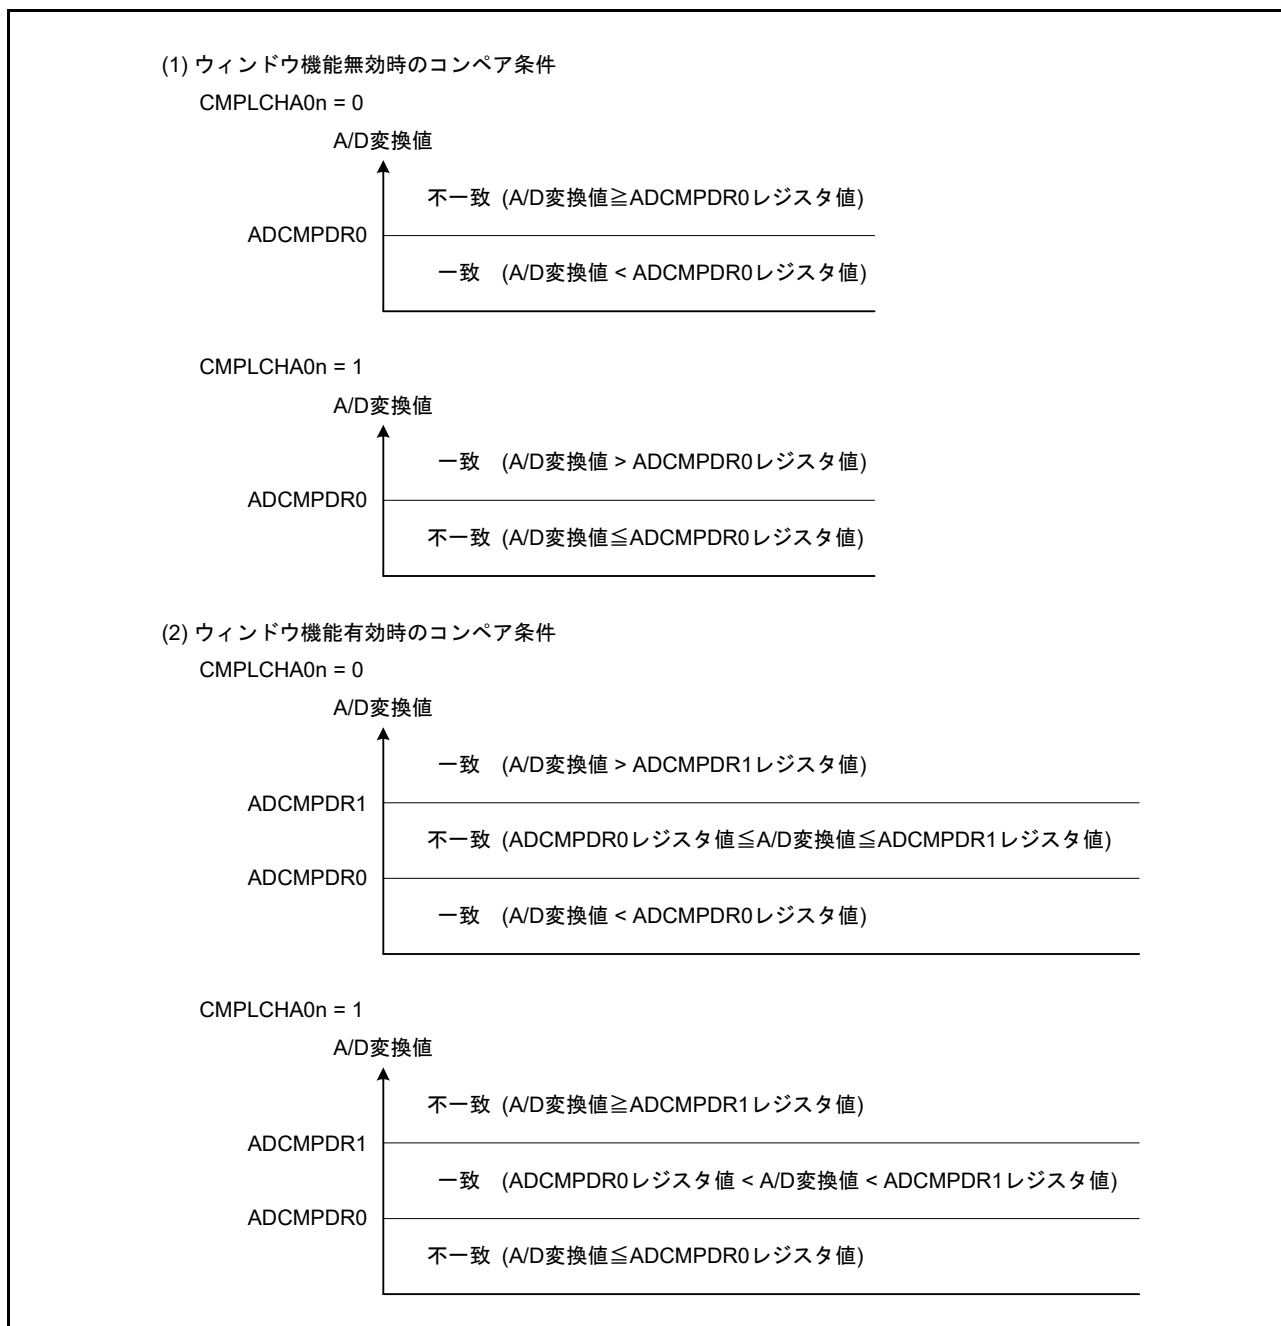 (1) ウィンドウ機能無効時のコンペア条件
CMPLCHA0n = 0
A/D変換値
不一致 (A/D変換値≧ADCMPDR0レジスタ値)
ADCMPDR0
一致 (A/D変換値 < ADCMPDR0レジスタ値)
CMPLCHA0n = 1
A/D変換値
一致 (A/D変換値 > ADCMPDR0レジスタ値)
ADCMPDR0
不一致 (A/D変換値≦ADCMPDR0レジスタ値)
(2) ウィンドウ機能有効時のコンペア条件
CMPLCHA0n = 0
A/D変換値
一致 (A/D変換値 > ADCMPDR1レジスタ値)
ADCMPDR1
不一致 (ADCMPDR0レジスタ値≦A/D変換値≦ADCMPDR1レジスタ値)
ADCMPDR0
一致 (A/D変換値 < ADCMPDR0レジスタ値)
CMPLCHA0n = 1
A/D変換値
不一致 (A/D変換値≧ADCMPDR1レジスタ値)
ADCMPDR1
一致 (ADCMPDR0レジスタ値 < A/D変換値 < ADCMPDR1レジスタ値)
ADCMPDR0
不一致 (A/D変換値≦ADCMPDR0レジスタ値)